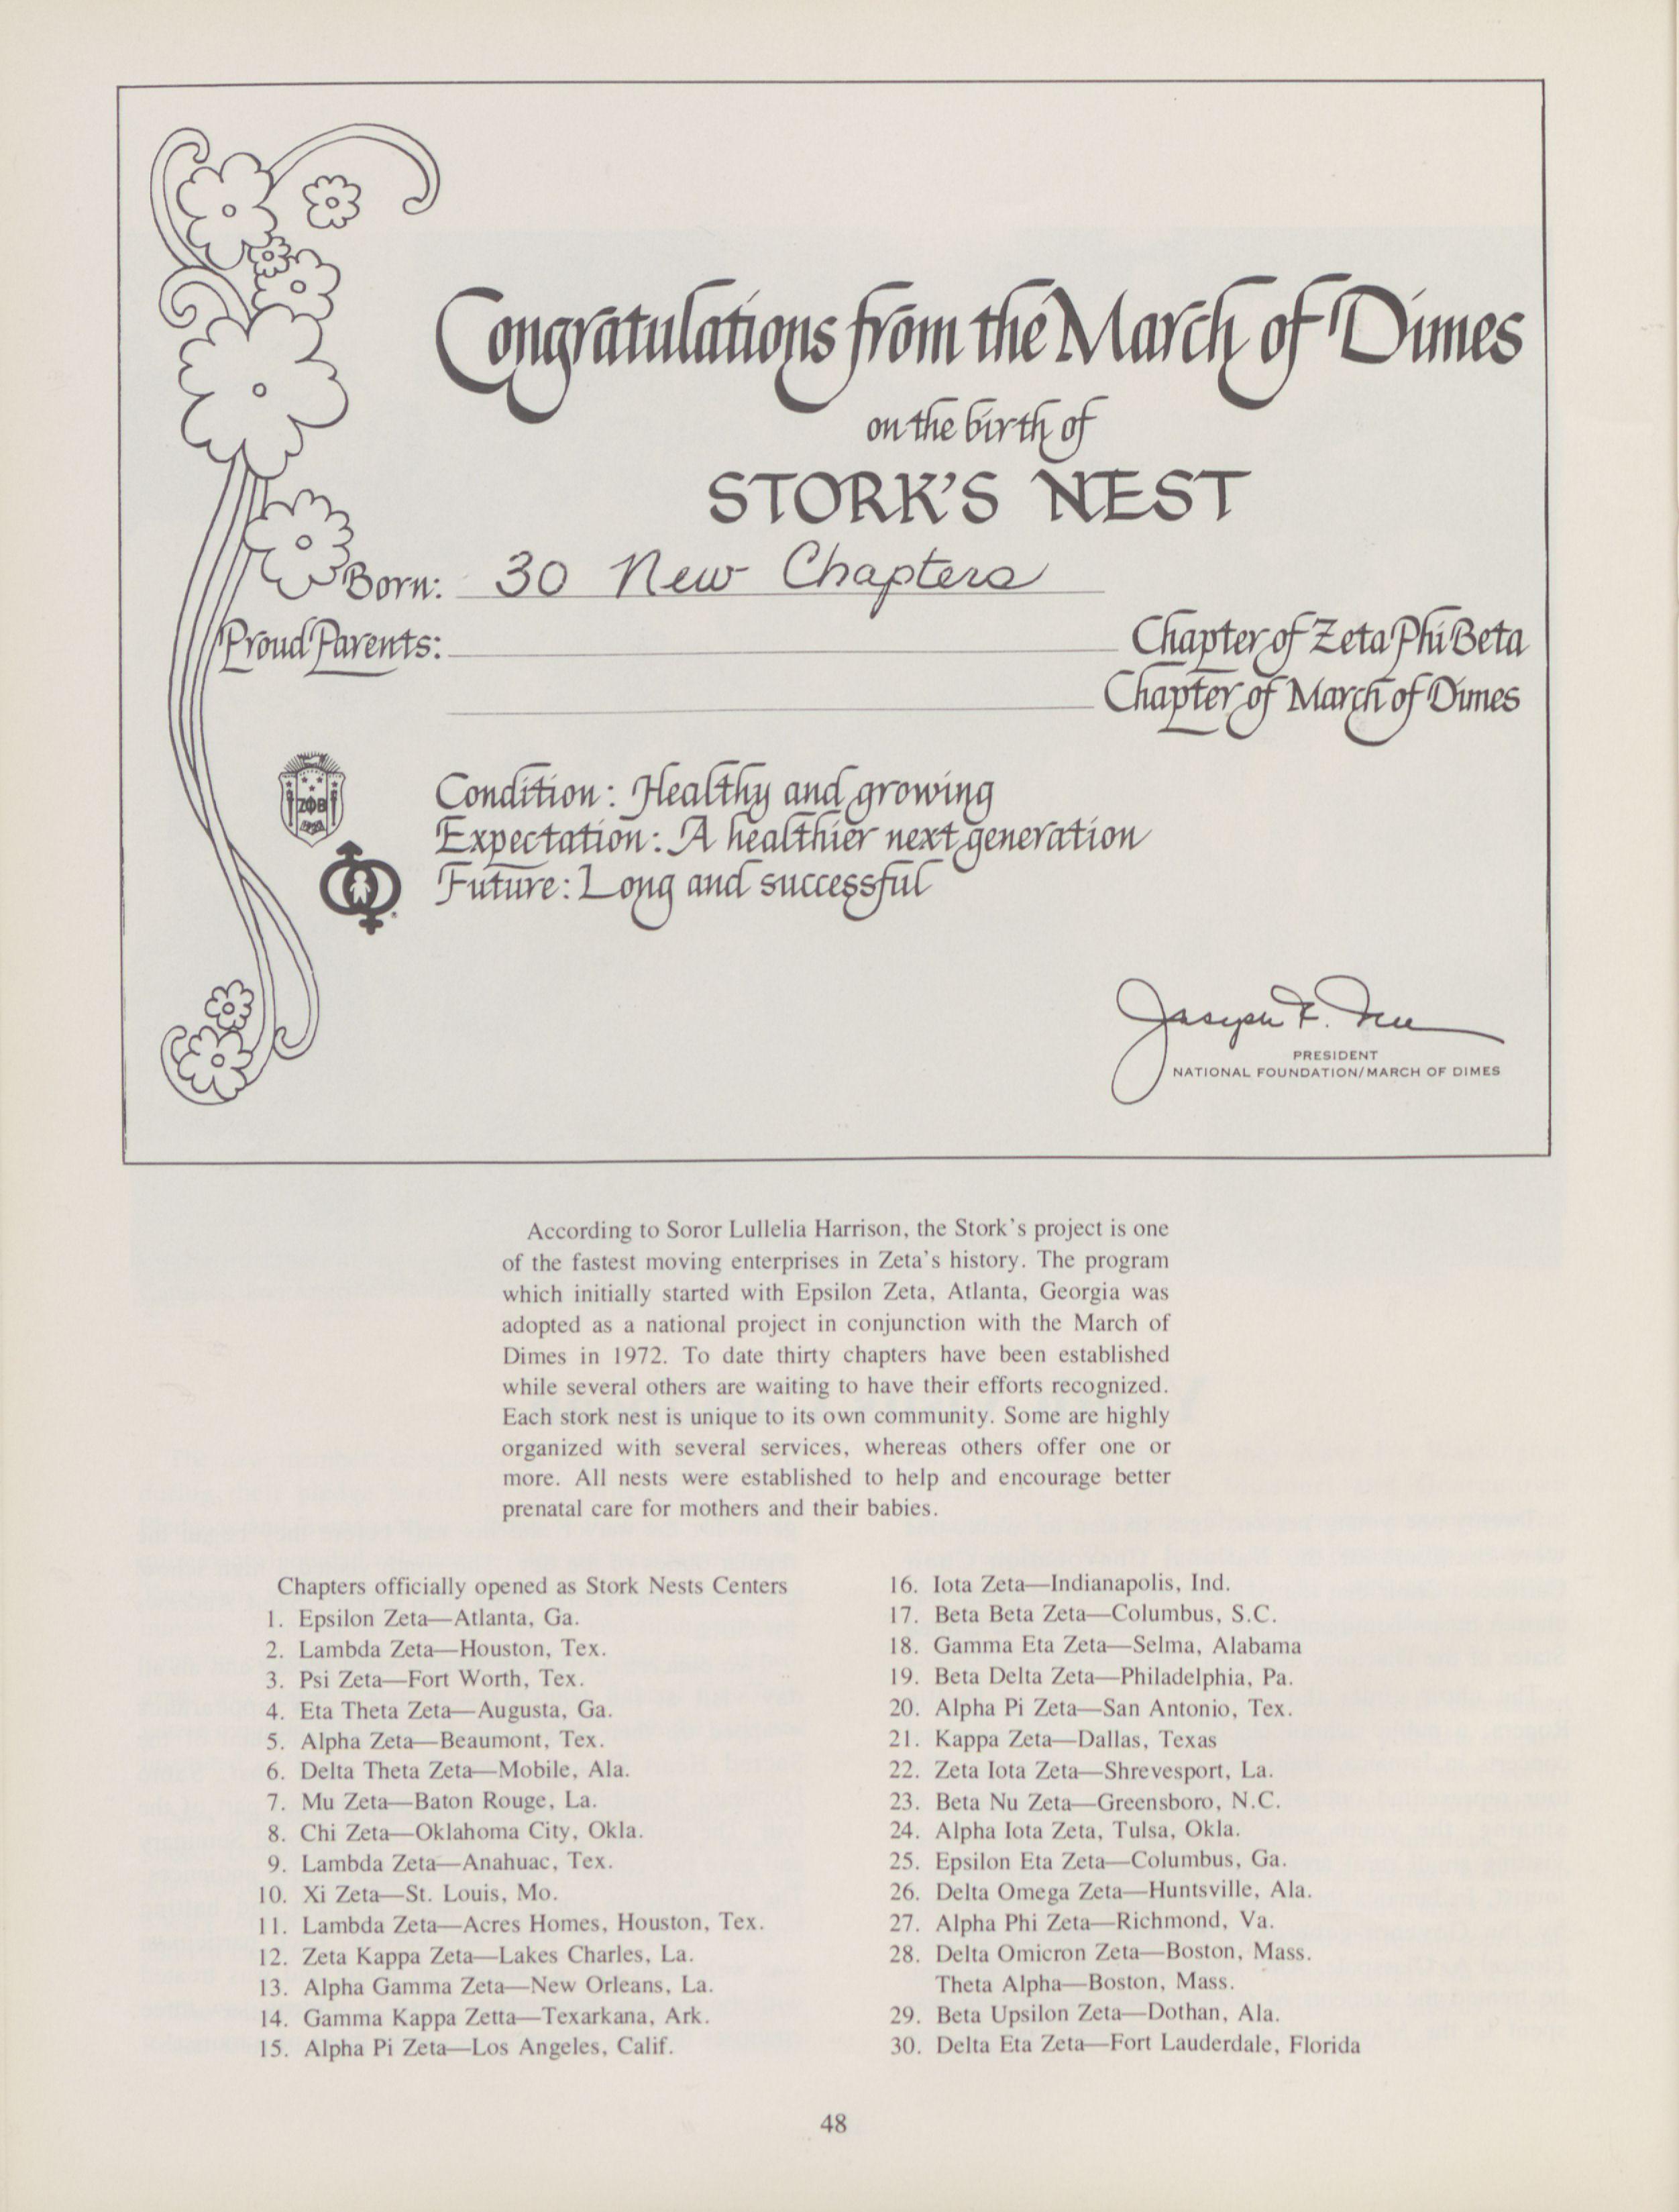 Congratulations from the March of Dimes
on the birth of
STORK'S NEST
Born: 30 New Chapters
Proud Parents: Chapter of Zeta Phi Beta
Chapter of March of Dimes
ZΦB
Condition: Healthy and growing
Expectation: A healthier next generation
Future: Long and successful
PRESIDENT
NATIONAL FOUNDATION/MARCH OF DIMES
According to Soror Lullelia Harrison, the Stork's project is one
of the fastest moving enterprises in Zeta's history. The program
which initially started with Epsilon Zeta, Atlanta, Georgia was
adopted as a national project in conjunction with the March of
Dimes in 1972. To date thirty chapters have been established
while several others are waiting to have their efforts recognized.
Each stork nest is unique to its own community. Some are highly
organized with several services, whereas others offer one or
more. All nests were established to help and encourage better
prenatal care for mothers and their babies.
Chapters officially opened as Stork Nests Centers
1. Epsilon Zeta—Atlanta, Ga.
2. Lambda Zeta—Houston, Tex.
3. Psi Zeta—Fort Worth, Tex.
4. Eta Theta Zeta—Augusta, Ga.
5. Alpha Zeta—Beaumont, Tex.
6. Delta Theta Zeta—Mobile, Ala.
7. Mu Zeta—Baton Rouge, La.
8. Chi Zeta—Oklahoma City, Okla.
9. Lambda Zeta—Anahuac, Tex.
10. Xi Zeta—St. Louis, Mo.
11. Lambda Zeta—Acres Homes, Houston, Tex.
12. Zeta Kappa Zeta—Lakes Charles, La.
13. Alpha Gamma Zeta—New Orleans, La.
14. Gamma Kappa Zetta—Texarkana, Ark.
15. Alpha Pi Zeta—Los Angeles, Calif.
16. Iota Zeta—Indianapolis, Ind.
17. Beta Beta Zeta—Columbus, S.C.
18. Gamma Eta Zeta—Selma, Alabama
19. Beta Delta Zeta—Philadelphia, Pa.
20. Alpha Pi Zeta—San Antonio, Tex.
21. Kappa Zeta—Dallas, Texas
22. Zeta Iota Zeta—Shrevesport, La.
23. Beta Nu Zeta—Greensboro, N.C.
24. Alpha Iota Zeta, Tulsa, Okla.
25. Epsilon Eta Zeta—Columbus, Ga.
26. Delta Omega Zeta—Huntsville, Ala.
27. Alpha Phi Zeta—Richmond, Va.
28. Delta Omicron Zeta—Boston, Mass.
Theta Alpha—Boston, Mass.
29. Beta Upsilon Zeta—Dothan, Ala.
30. Delta Eta Zeta—Fort Lauderdale, Florida
48